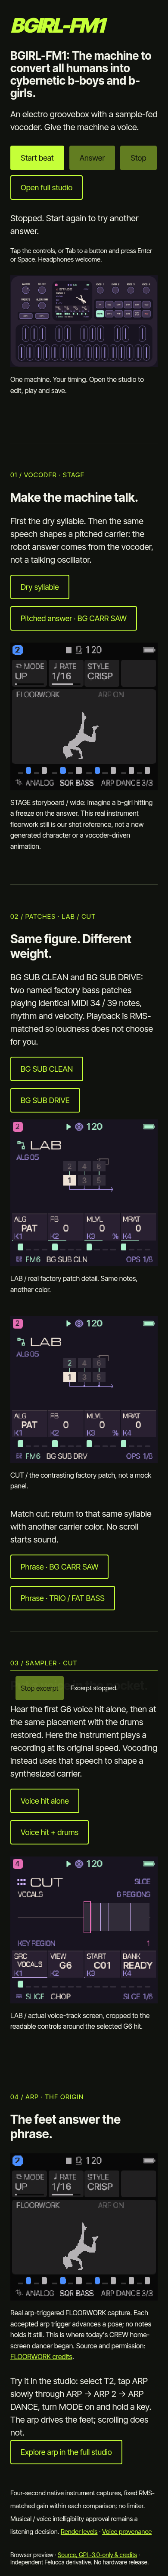 BGIRL-FM1
BGIRL-FM1: The machine to
convert all humans into
cybernetic b-boys and b-
girls.
An electro groovebox with a sample-fed
vocoder. Give the machine a voice.
Start beat
Answer
Stop
Open full studio
Stopped. Start again to try another
answer.
Tap the controls, or Tab to a button and press Enter
or Space. Headphones welcome.
One machine. Your timing. Open the studio to
edit, play and save.
01 / VOCODER · STAGE
Make the machine talk.
First the dry syllable. Then the same
speech shapes a pitched carrier: the
robot answer comes from the vocoder,
not a talking oscillator.
Dry syllable
Pitched answer · BG CARR SAW
2 120
MODE RATE STYLE
UP 1/16 CRISP
FLOORWORK ARP ON
ANALOG SQR BASS ARP DANCE 3/3
STAGE storyboard / wide: imagine a b-girl hitting
a freeze on the answer. This real instrument
floorwork still is our shot reference, not a new
generated character or a vocoder-driven
animation.
02 / PATCHES · LAB / CUT
Same figure. Different
weight.
BG SUB CLEAN and BG SUB DRIVE:
two named factory bass patches
playing identical MIDI 34 / 39 notes,
rhythm and velocity. Playback is RMS-
matched so loudness does not choose
for you.
BG SUB CLEAN
BG SUB DRIVE
2 120
LAB
ALG 05
2 4 6
1 3 5
ALG FB MLVL MRAT
PAT 0 0 0
K1 K2 K3 % K4
FM6 BG SUB CLN OPS 1/8
LAB / real factory patch detail. Same notes,
another color.
2 120
LAB
ALG 05
2 4 6
1 3 5
ALG FB MLVL MRAT
PAT 0 0 0
K1 K2 K3 % K4
FM6 BG SUB DRV OPS 1/8
CUT / the contrasting factory patch, not a mock
panel.
Match cut: return to that same syllable
with another carrier color. No scroll
starts sound.
Phrase · BG CARR SAW
Phrase · TRIO / FAT BASS
03 / SAMPLER · CUT
Stop excerpt
Excerpt stopped.
Hear the first G6 voice hit alone, then at
the same placement with the drums
restored. Here the instrument plays a
recording at its original speed. Vocoding
instead uses that speech to shape a
synthesized carrier.
Voice hit alone
Voice hit + drums
4 120
CUT SLICE
VOCALS 8 REGIONS
KEY REGION 1
SRC VIEW START BANK
VOCALS G6 C01 READY
K1 K2 K3 K4
SLICE CHOP SLCE 1/6
LAB / actual voice-track screen, cropped to the
readable controls around the selected G6 hit.
04 / ARP · THE ORIGIN
The feet answer the
phrase.
2 120
MODE RATE STYLE
UP 1/16 CRISP
FLOORWORK ARP ON
ANALOG SQR BASS ARP DANCE 3/3
Real arp-triggered FLOORWORK capture. Each
accepted arp trigger advances a pose; no notes
holds it still. This is where today's CREW home-
screen dancer began. Source and permission:
FLOORWORK credits.
Try it in the studio: select T2, tap ARP
slowly through ARP → ARP 2 → ARP
DANCE, turn MODE on and hold a key.
The arp drives the feet; scrolling does
not.
Explore arp in the full studio
Four-second native instrument captures, fixed RMS-
matched gain within each comparison; no limiter.
Musical / voice intelligibility approval remains a
listening decision. Render levels · Voice provenance
Browser preview · Source, GPL-3.0-only & credits ·
Independent Felucca derivative. No hardware release.